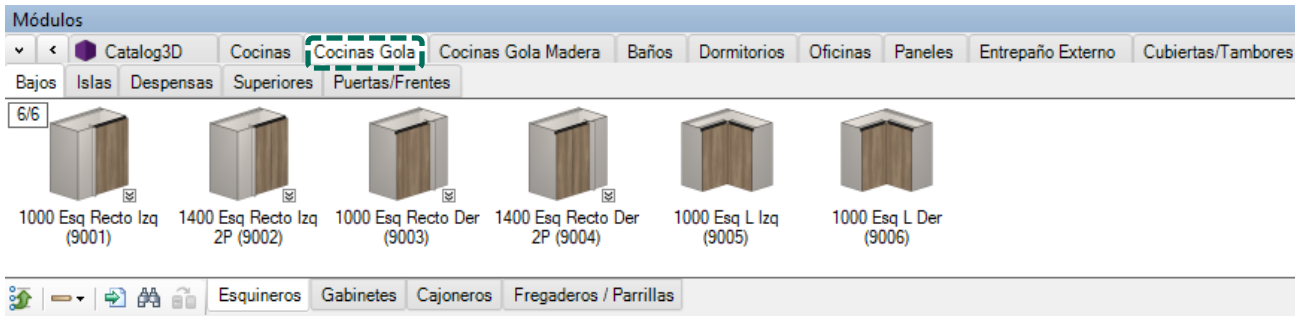 Módulos
Catalog3D Cocinas Cocinas Gola Cocinas Gola Madera Baños Dormitorios Oficinas Paneles Entrepaño Externo Cubiertas/Tambores
Bajos Islas Despensas Superiores Puertas/Frentes
6/6
1000 Esq Recto Izq 1400 Esq Recto Izq 1000 Esq Recto Der 1400 Esq Recto Der 1000 Esq L Izq 1000 Esq L Der
(9001) 2P (9002) (9003) 2P (9004) (9005) (9006)
Esquineros Gabinetes Cajoneros Fregaderos / Parrillas